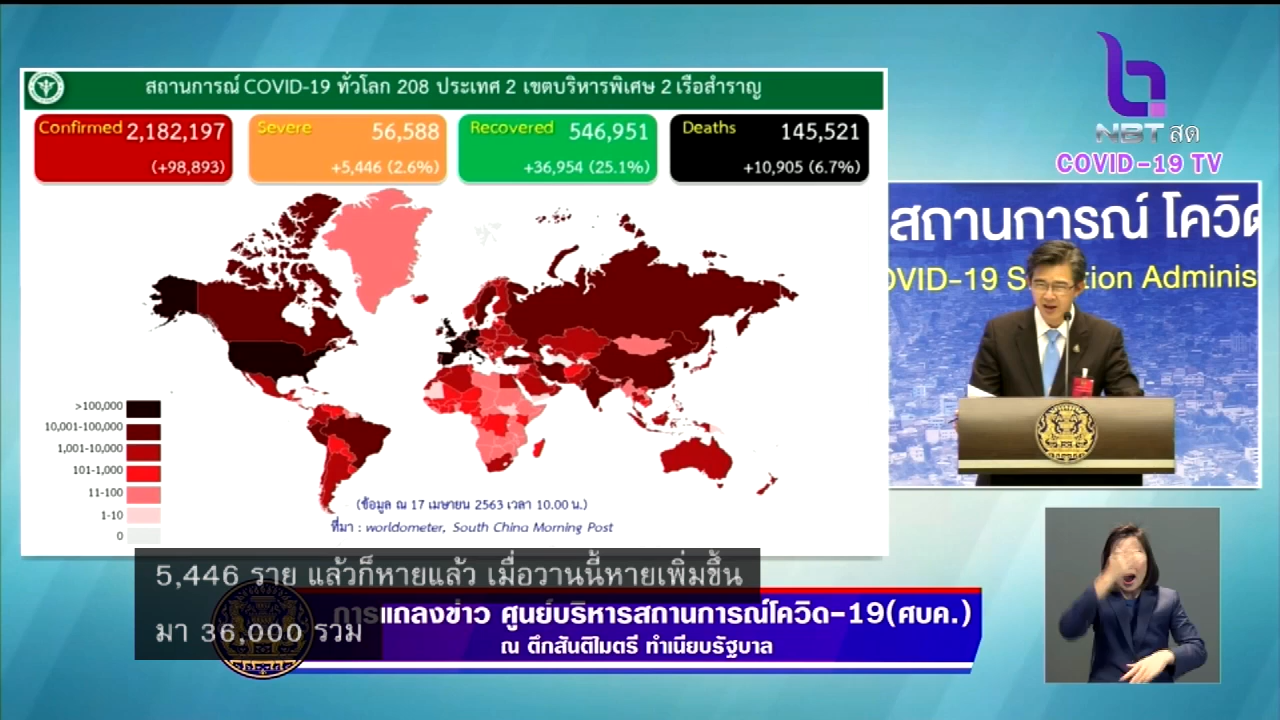 สถานการณ์ COVID-19 ทั่วโลก 208 ประเทศ 2 เขตบริหารพิเศษ 2 เรือสำราญ
Confirmed 2,182,197
(+98,893)
Severe 56,588
+5,446 (2.6%)
Recovered 546,951
+36,954 (25.1%)
Deaths 145,521
+10,905 (6.7%)
>100,000
10,001-100,000
1,001-10,000
101-1,000
11-100
1-10
0
(ข้อมูล ณ 17 เมษายน 2563 เวลา 10.00 น.)
ที่มา : worldometer, South China Morning Post
NBT สด
COVID-19 TV
สถานการณ์ โควิด
OVID-19 S tion Adminis
5,446 ราย แล้วก็หายแล้ว เมื่อวานนี้หายเพิ่มขึ้น
มา 36,000 รวม
การแถลงข่าว ศูนย์บริหารสถานการณ์โควิด-19(ศบค.)
ณ ตึกสันติไมตรี ทำเนียบรัฐบาล